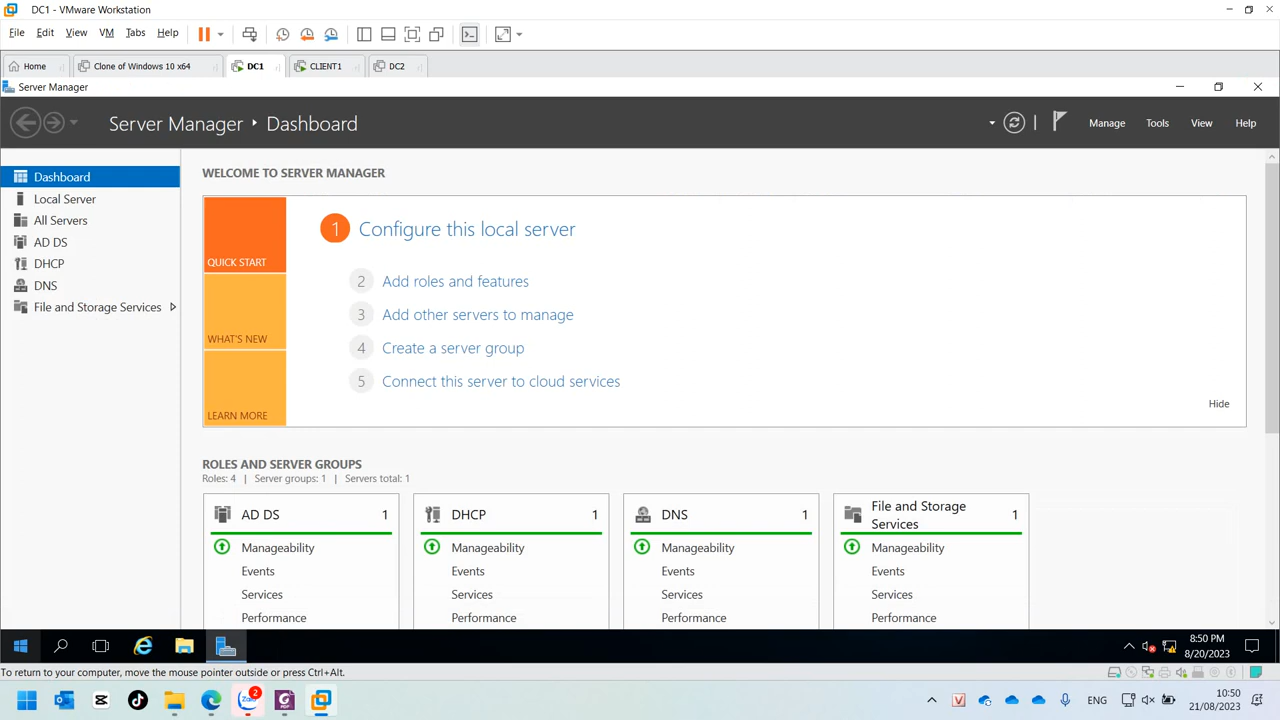 DC1 - VMware Workstation
File Edit View VM Tabs Help
Home Clone of Windows 10 x64 DC1 CLIENT1 DC2
Server Manager
Server Manager Dashboard Manage Tools View Help
Dashboard
Local Server
All Servers
AD DS
DHCP
DNS
File and Storage Services
WELCOME TO SERVER MANAGER
QUICK START
WHAT'S NEW
LEARN MORE
1 Configure this local server
2 Add roles and features
3 Add other servers to manage
4 Create a server group
5 Connect this server to cloud services
Hide
ROLES AND SERVER GROUPS
Roles: 4 | Server groups: 1 | Servers total: 1
AD DS 1
Manageability
Events
Services
Performance
DHCP 1
Manageability
Events
Services
Performance
DNS 1
Manageability
Events
Services
Performance
File and Storage
Services 1
Manageability
Events
Services
Performance
8:50 PM
8/20/2023
To return to your computer, move the mouse pointer outside or press Ctrl+Alt.
Zalo 2
V
ENG
10:50
21/08/2023